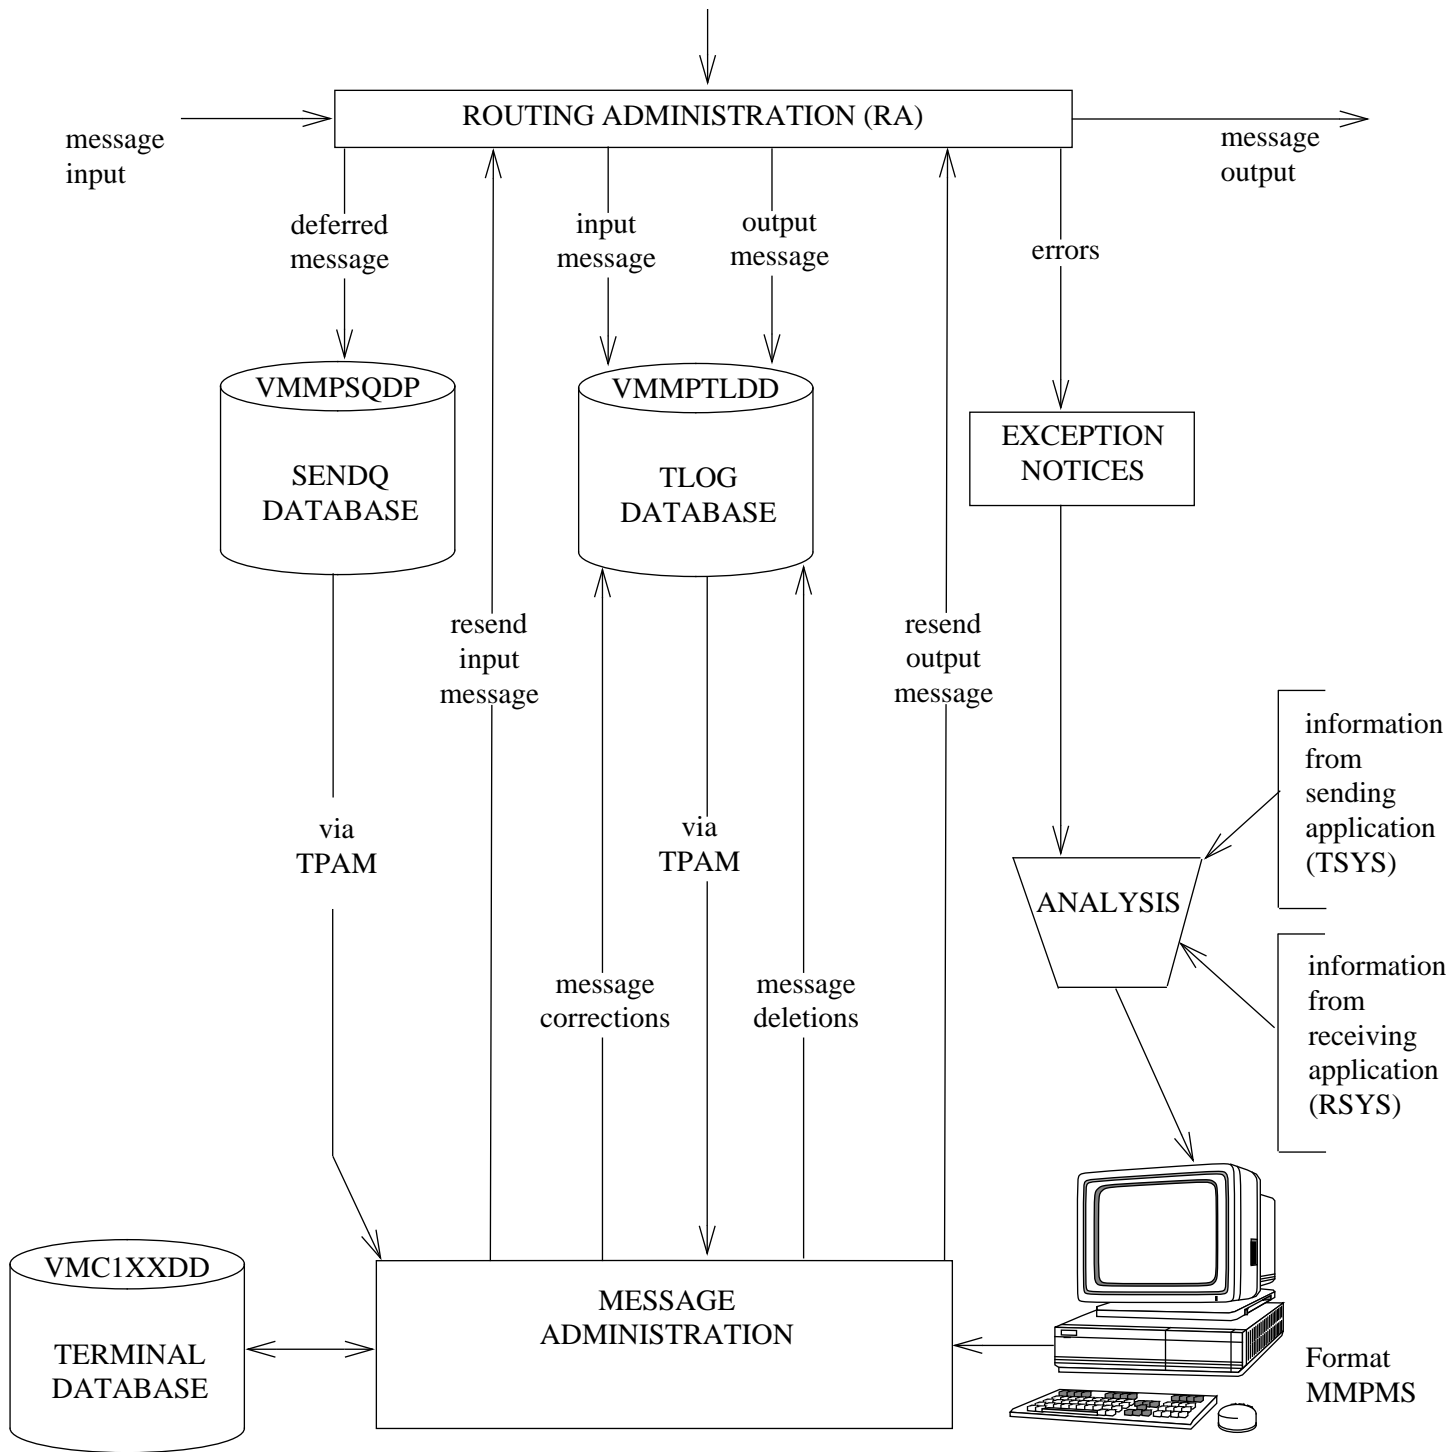 ROUTING ADMINISTRATION (RA)
message
input
message
output
deferred
message
input
message
output
message
errors
VMMPSQDP
SENDQ
DATABASE
VMMPTLDD
TLOG
DATABASE
EXCEPTION
NOTICES
resend
input
message
resend
output
message
information
from
sending
application
(TSYS)
via
TPAM
via
TPAM
ANALYSIS
message
corrections
message
deletions
information
from
receiving
application
(RSYS)
VMC1XXDD
TERMINAL
DATABASE
MESSAGE
ADMINISTRATION
Format
MMPMS